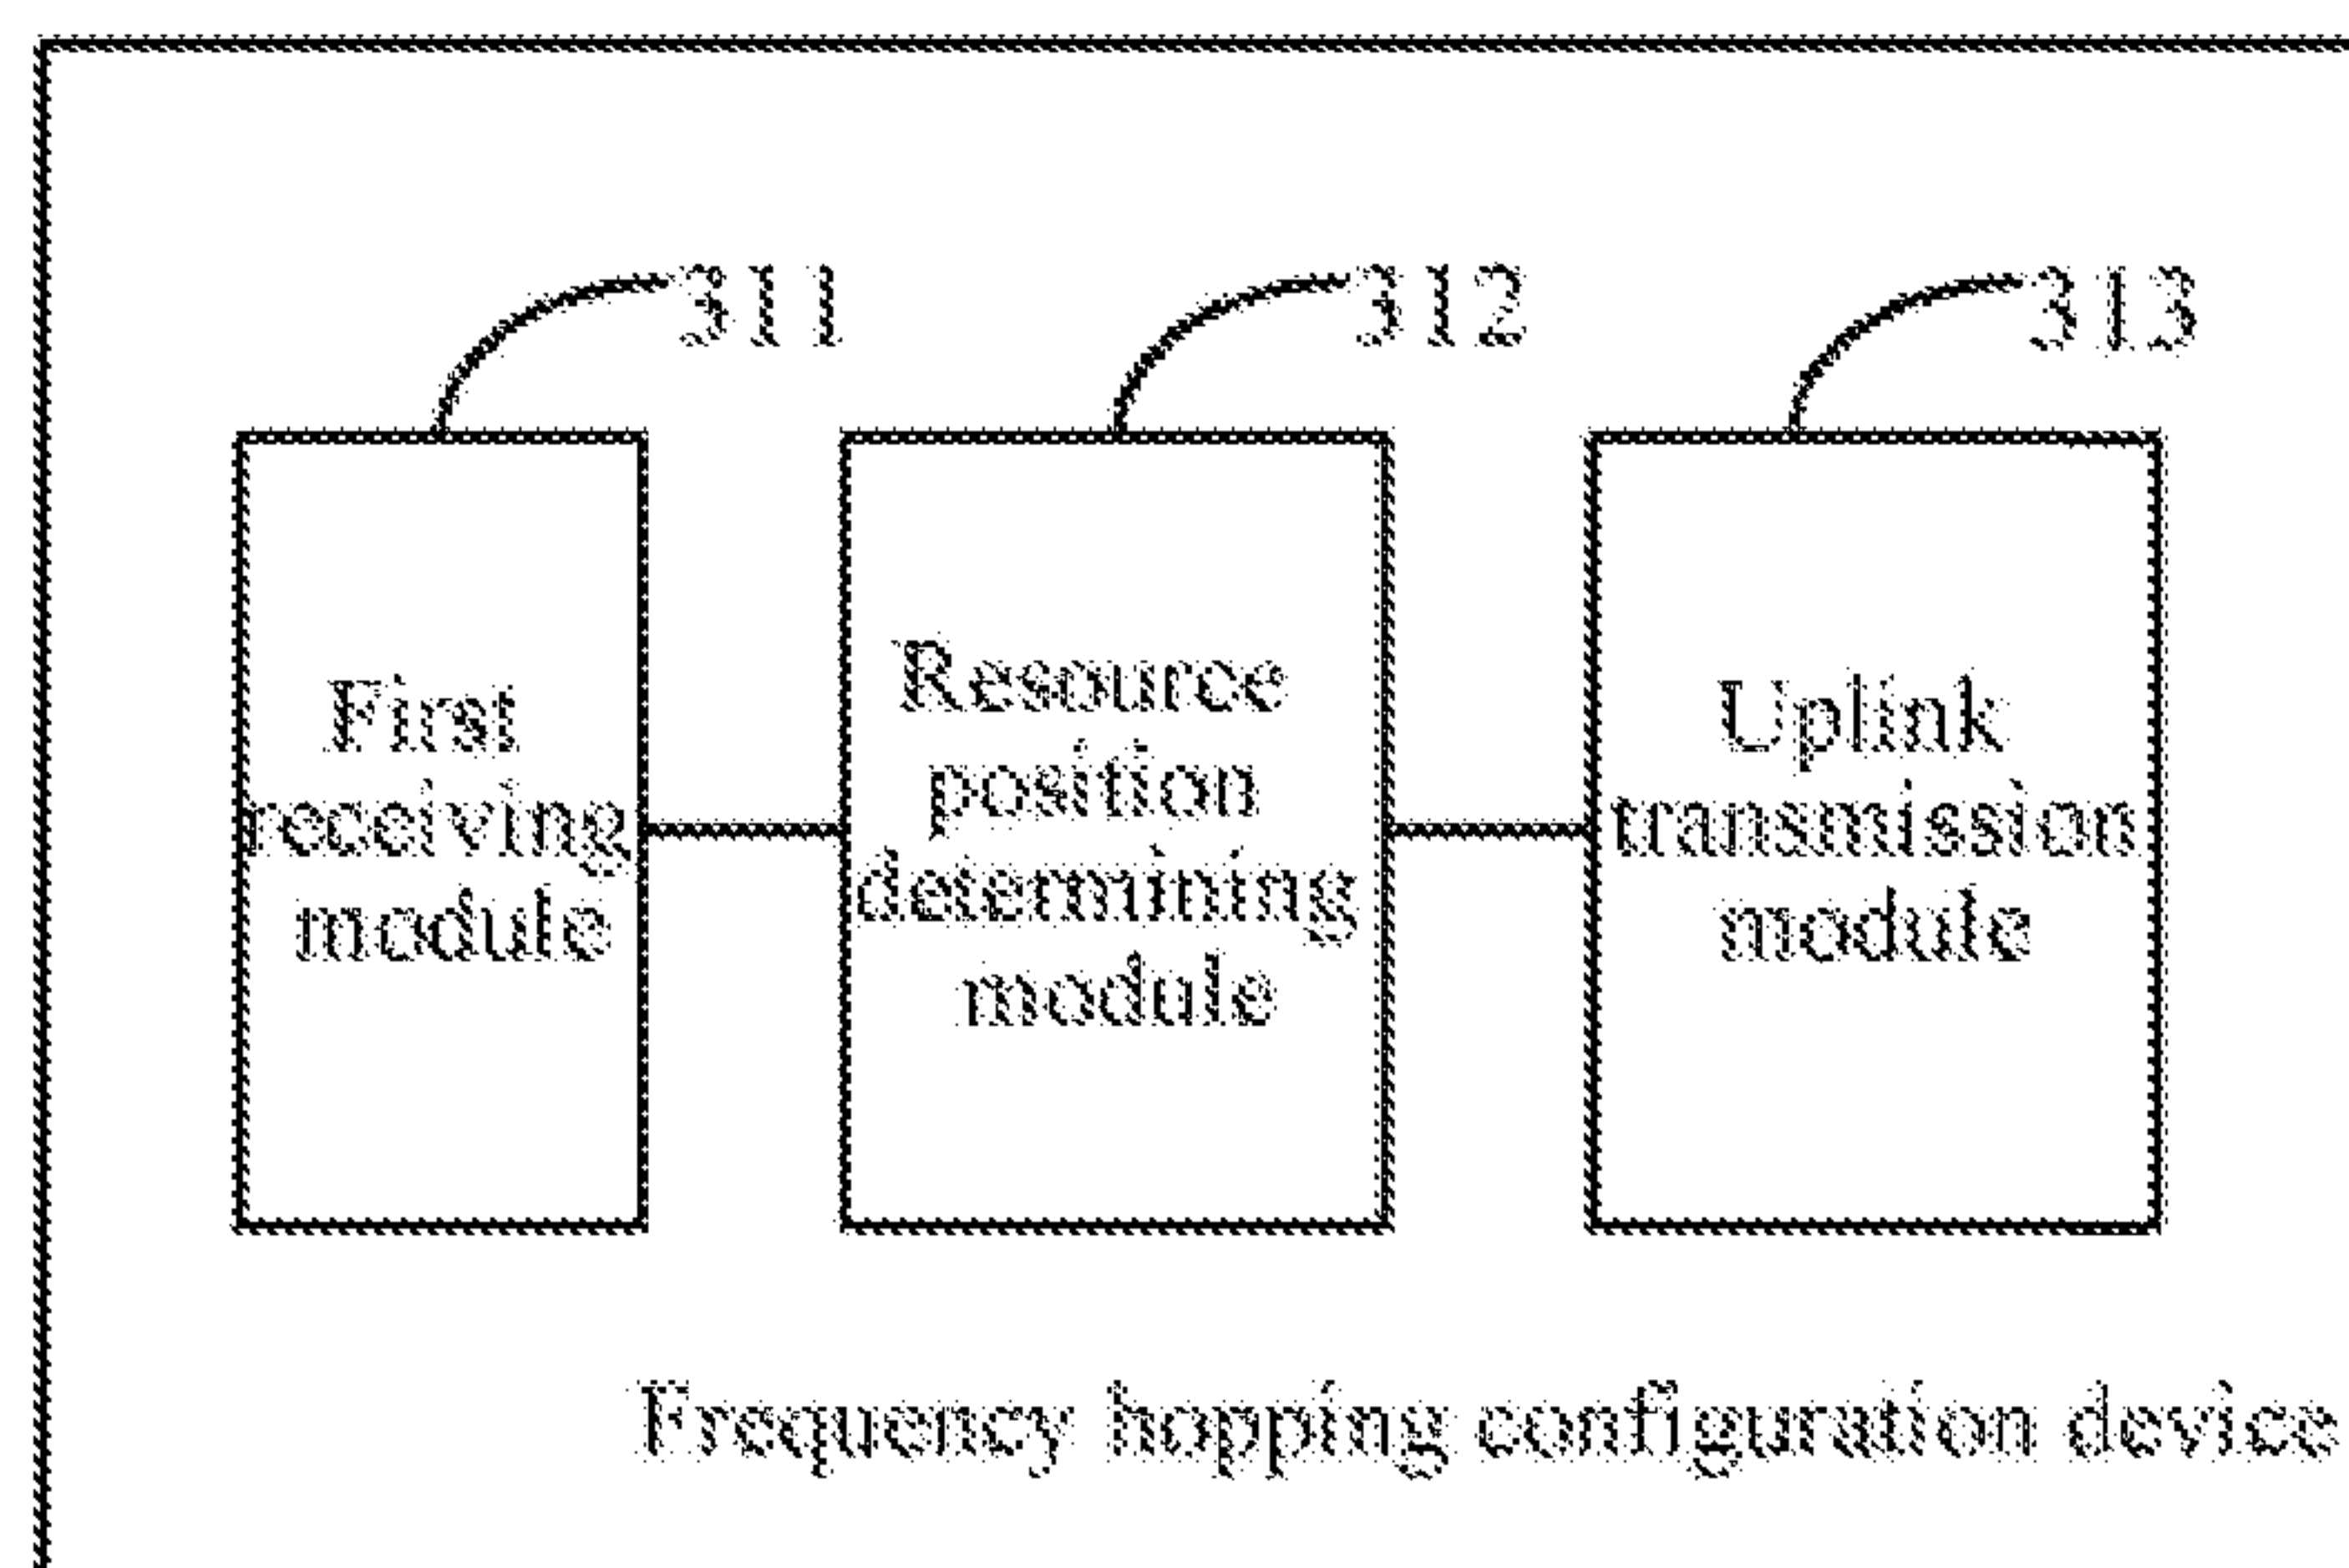 311
312
313
First
receiving
module
Resource
position
determining
module
Uplink
transmission
module
Frequency hopping configuration device